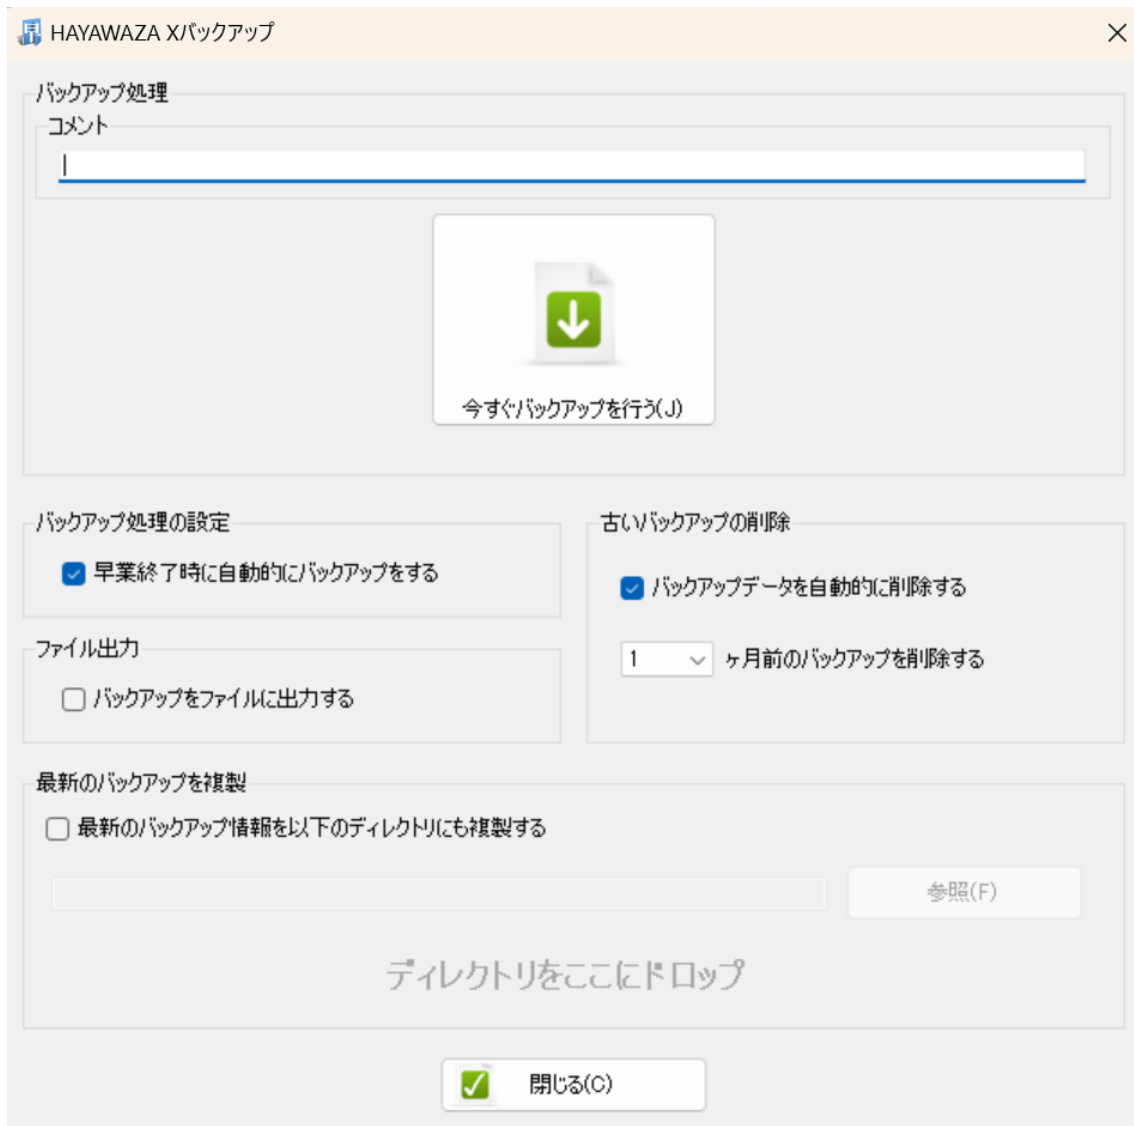 HAYAWAZA Xバックアップ
バックアップ処理
コメント
今すぐバックアップを行う(J)
バックアップ処理の設定
早業終了時に自動的にバックアップをする
古いバックアップの削除
バックアップデータを自動的に削除する
1 ヶ月前のバックアップを削除する
ファイル出力
バックアップをファイルに出力する
最新のバックアップを複製
最新のバックアップ情報を以下のディレクトリにも複製する
参照(F)
ディレクトリをここにドロップ
閉じる(C)